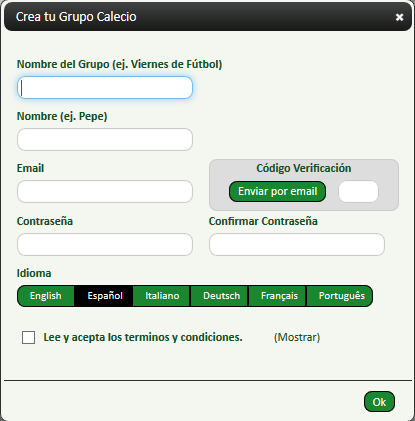 Crea tu Grupo Calecio
Nombre del Grupo (ej. Viernes de Fútbol)
Nombre (ej. Pepe)
Email
Código Verificación
Enviar por email
Contraseña
Confirmar Contraseña
Idioma
English Español Italiano Deutsch Français Português
Lee y acepta los terminos y condiciones. (Mostrar)
Ok